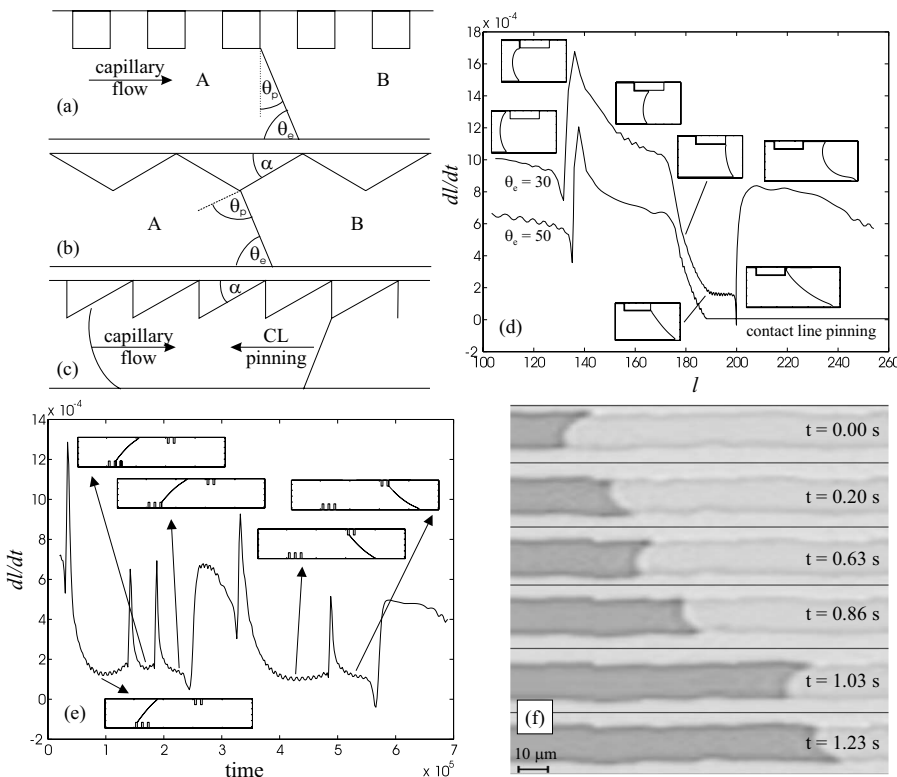 A
B
capillary
flow
θp
θe
(a)
α
θp
A
B
(b)
θe
α
capillary
flow
CL
pinning
(c)
x 10⁻⁴
18
16
14
12
10
8
6
4
2
0
-2
dl/dt
θe = 30
θe = 50
(d)
contact line pinning
100 120 140 160 180 200 220 240 260
l
x 10⁻⁴
14
12
10
8
6
4
2
0
-2
dl/dt
(e)
0 1 2 3 4 5 6 7
time
x 10⁵
t = 0.00 s
t = 0.20 s
t = 0.63 s
t = 0.86 s
t = 1.03 s
(f)
t = 1.23 s
10 μm